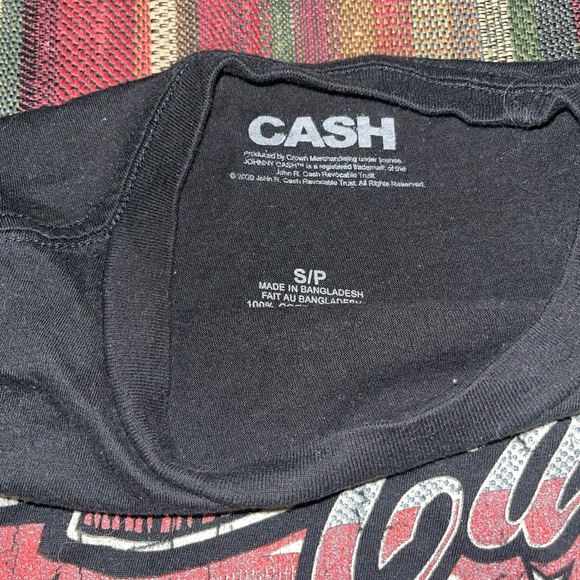 CASH
Produced by Crown Merchandising under license.
JOHNNY CASH™ is a registered trademark of the
John R. Cash Revocable Trust.
© 2020 John R. Cash Revocable Trust. All Rights Reserved.
S/P
MADE IN BANGLADESH
FAIT AU BANGLADESH
100%